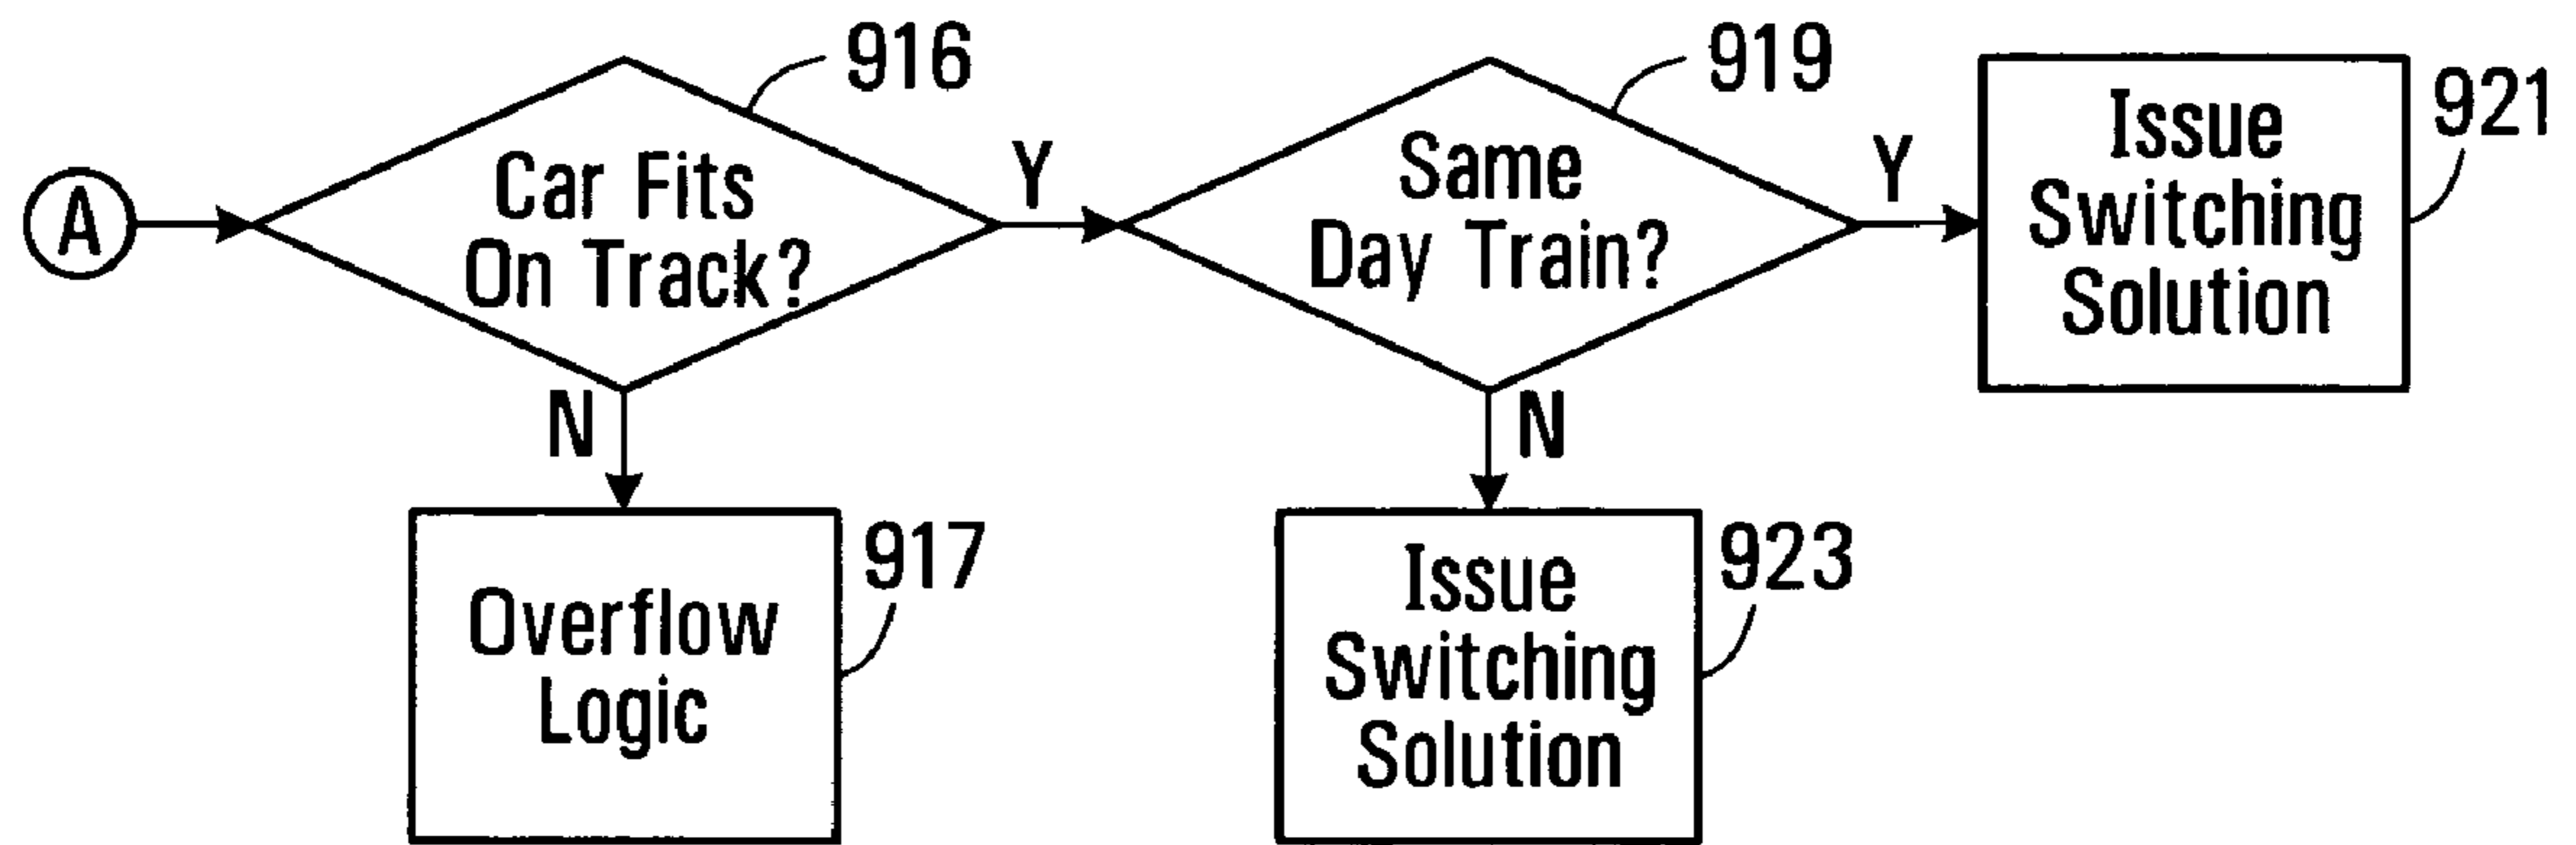 A
Car Fits
On Track?
916
Y
N
Overflow
Logic
917
Same
Day Train?
919
Y
N
Issue
Switching
Solution
923
Issue
Switching
Solution
921